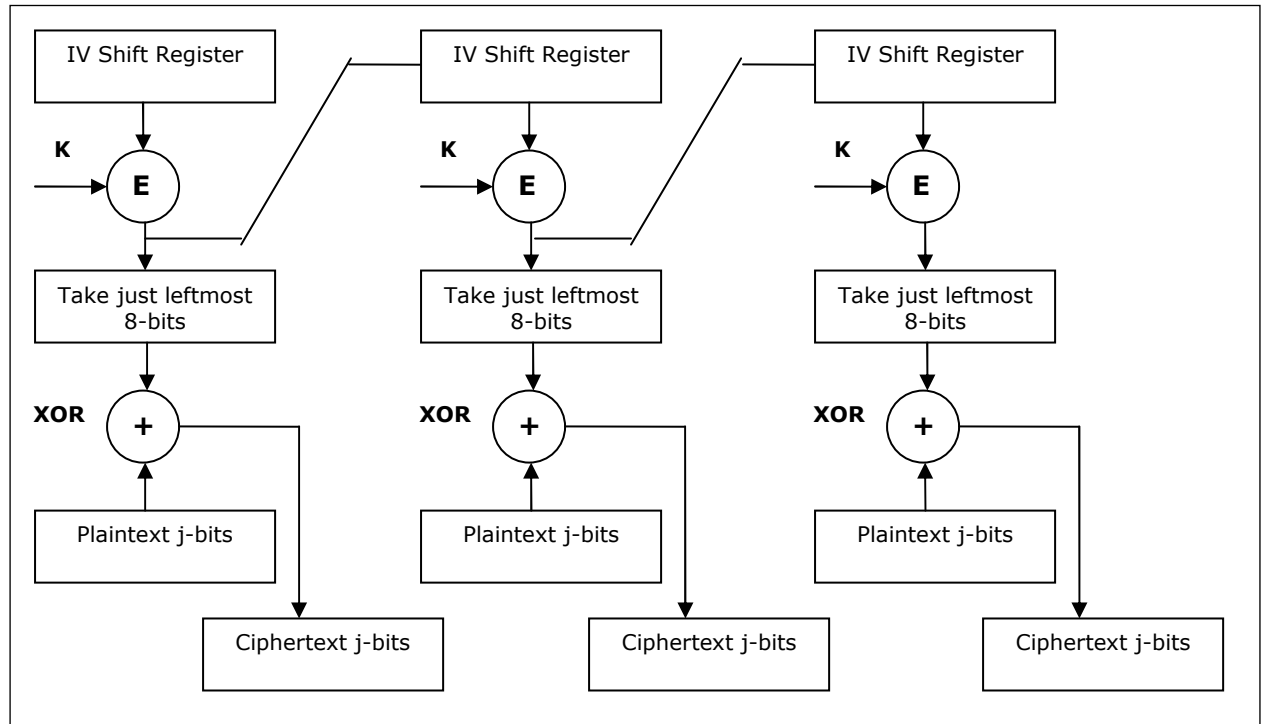 IV Shift Register
IV Shift Register
IV Shift Register
K
K
K
E
E
E
Take just leftmost
8-bits
Take just leftmost
8-bits
Take just leftmost
8-bits
XOR
+
XOR
+
XOR
+
Plaintext j-bits
Plaintext j-bits
Plaintext j-bits
Ciphertext j-bits
Ciphertext j-bits
Ciphertext j-bits